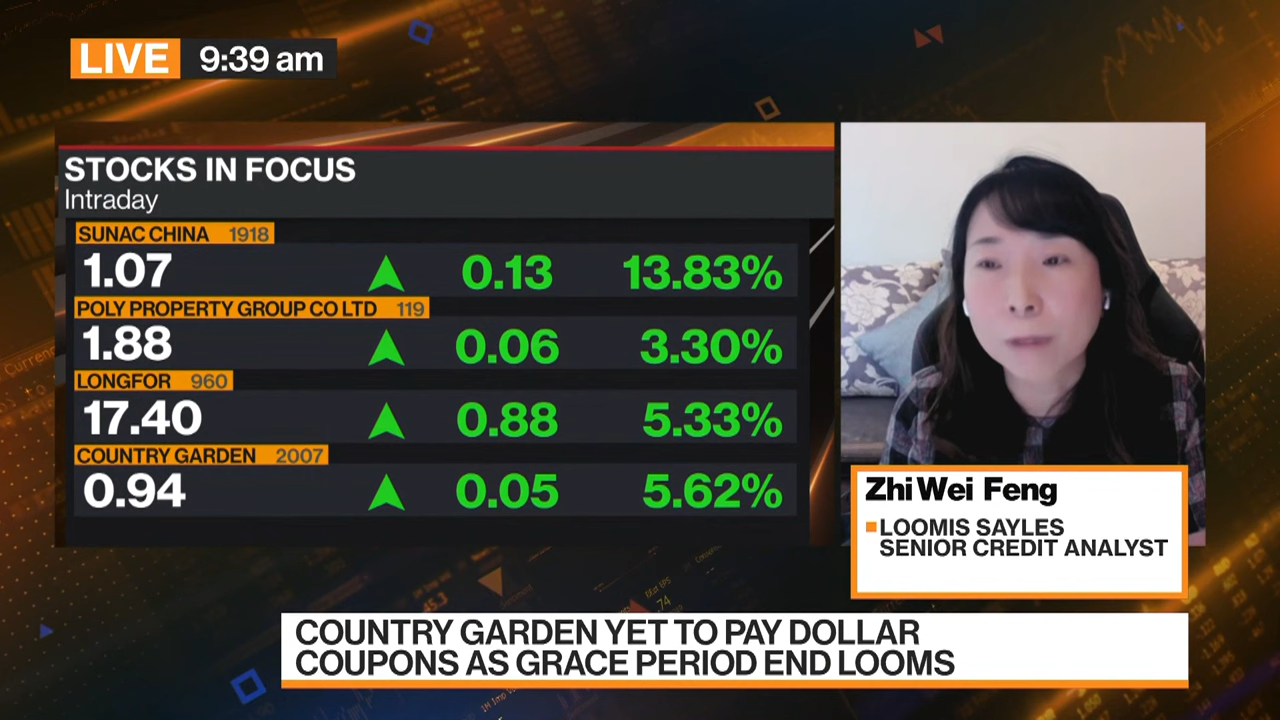 LIVE 9:39 am
STOCKS IN FOCUS
Intraday
SUNAC CHINA 1918
1.07 0.13 13.83%
POLY PROPERTY GROUP CO LTD 119
1.88 0.06 3.30%
LONGFOR 960
17.40 0.88 5.33%
COUNTRY GARDEN 2007
0.94 0.05 5.62%
Zhi Wei Feng
LOOMIS SAYLES
SENIOR CREDIT ANALYST
COUNTRY GARDEN YET TO PAY DOLLAR
COUPONS AS GRACE PERIOD END LOOMS